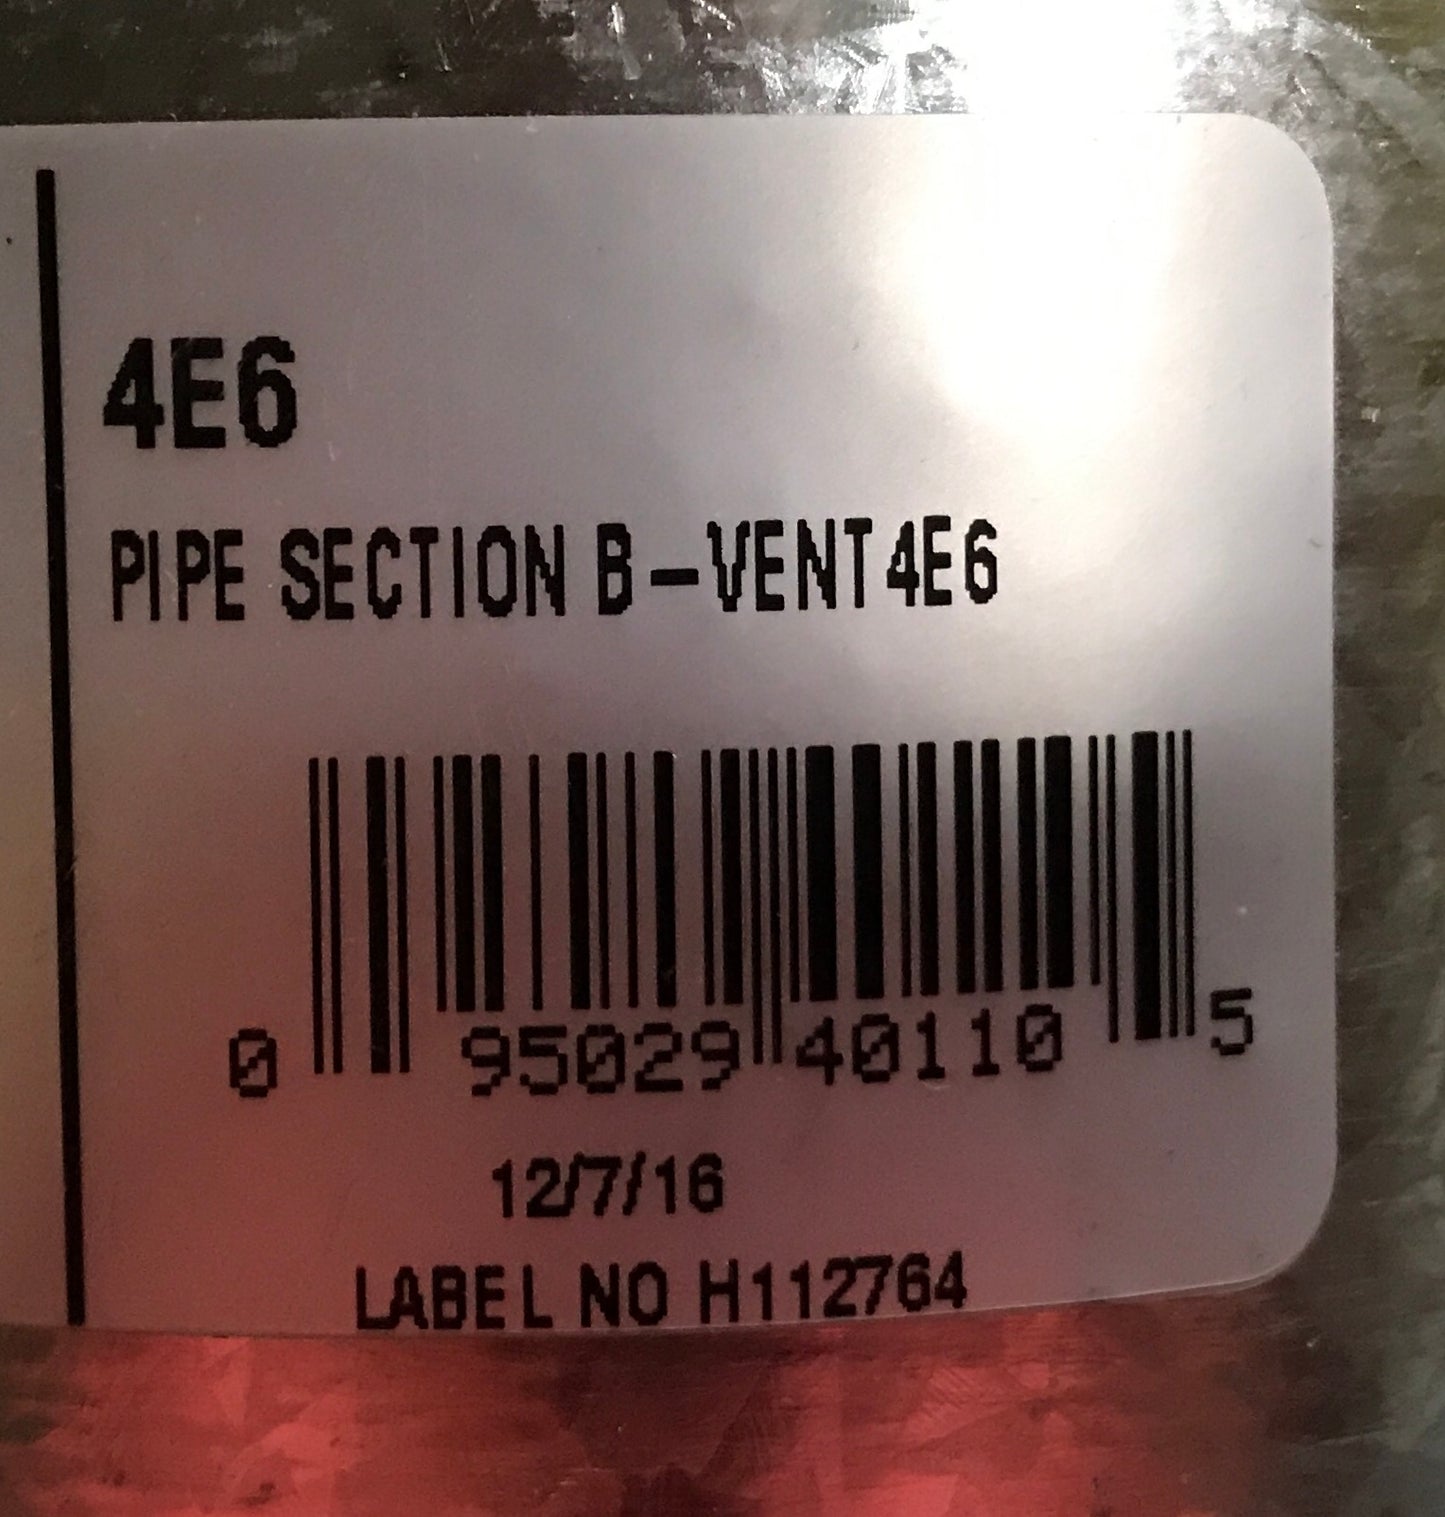 4E6
PIPE SECTION B-VENT4E6
0 95029 40110 5
12/7/16
LABEL NO H112764